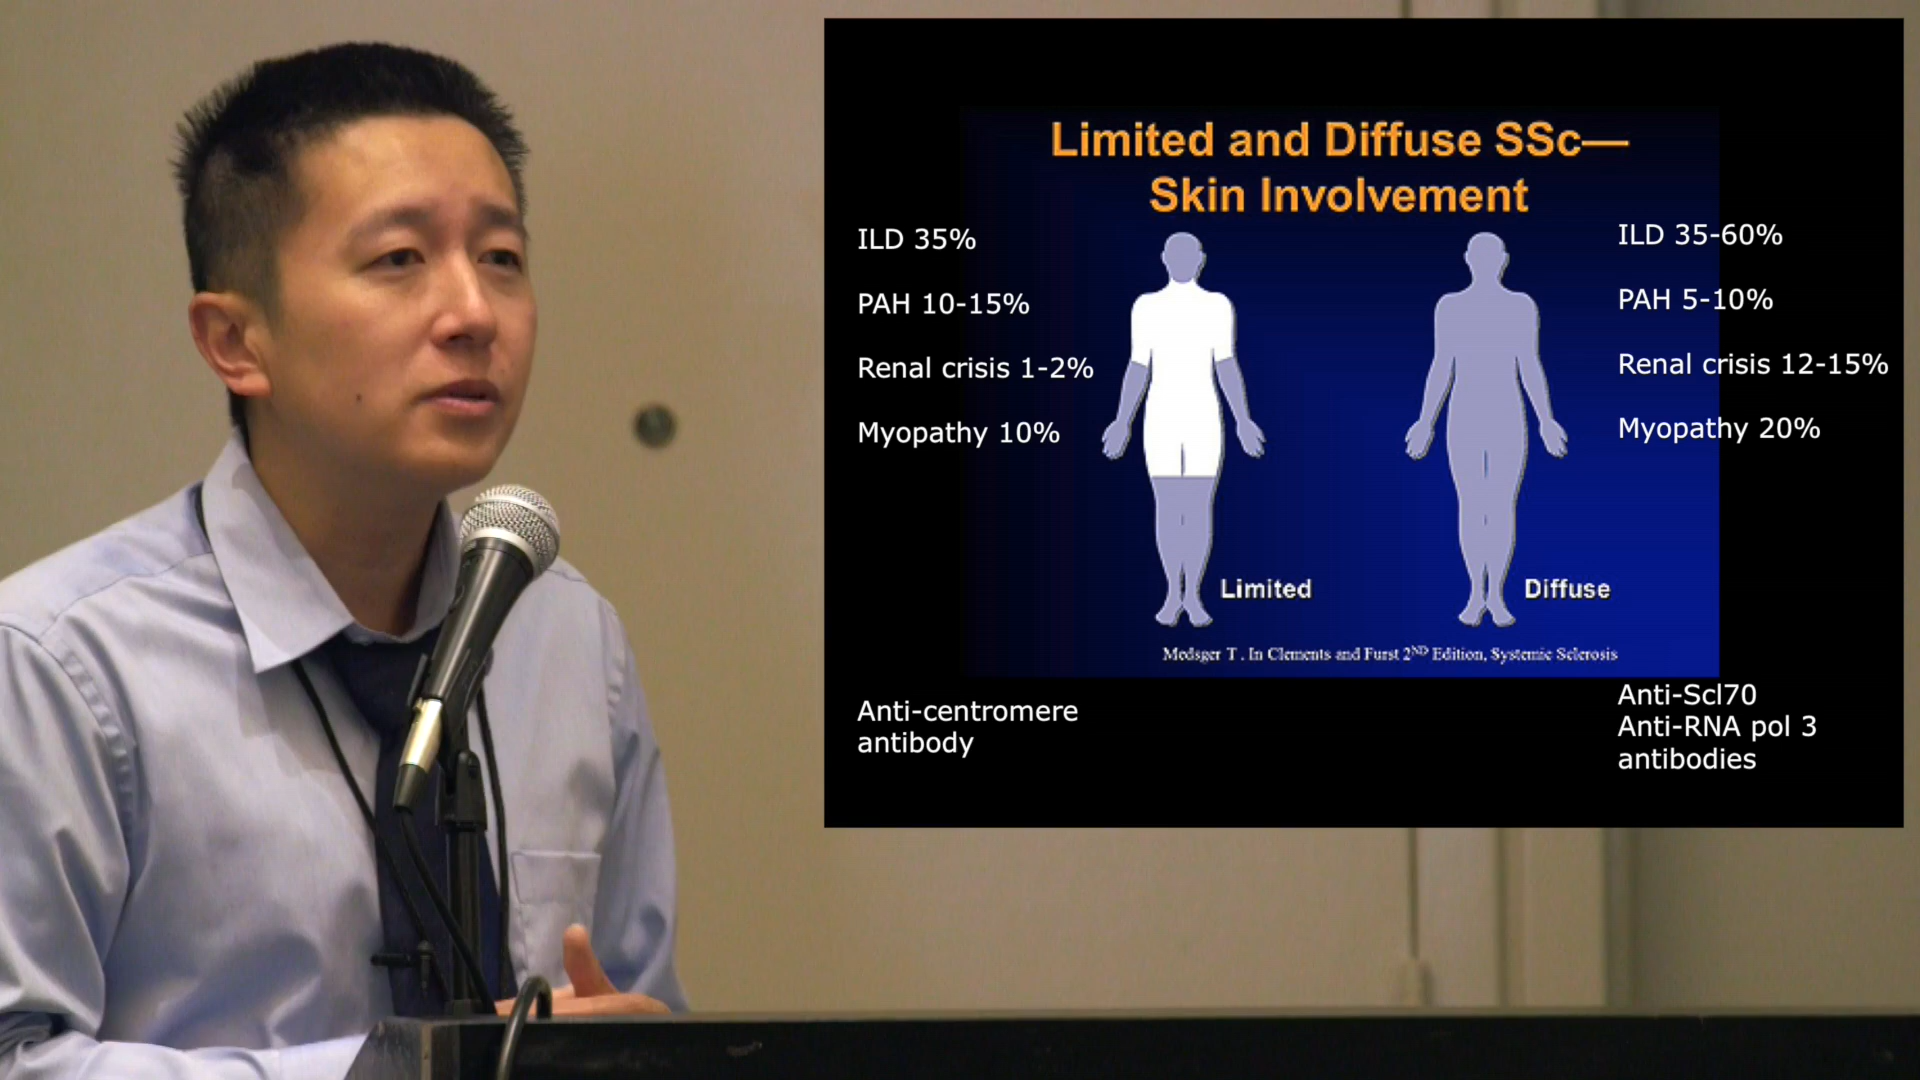 Limited and Diffuse SSc—
Skin Involvement
ILD 35%
PAH 10-15%
Renal crisis 1-2%
Myopathy 10%
ILD 35-60%
PAH 5-10%
Renal crisis 12-15%
Myopathy 20%
Limited
Diffuse
Medsger T . In Clements and Furst 2ND Edition, Systemic Sclerosis
Anti-centromere
antibody
Anti-Scl70
Anti-RNA pol 3
antibodies